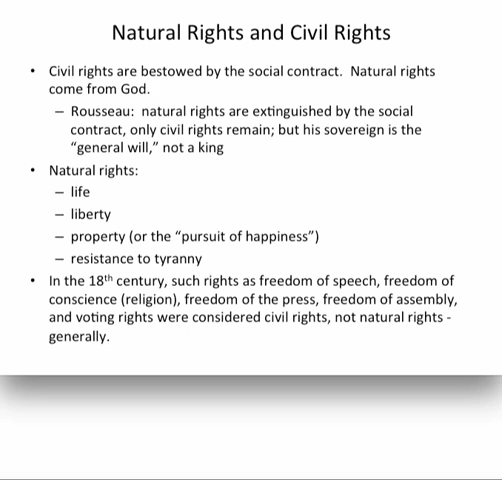 Natural Rights and Civil Rights
• Civil rights are bestowed by the social contract.  Natural rights
come from God.
– Rousseau:  natural rights are extinguished by the social
contract, only civil rights remain; but his sovereign is the
“general will,” not a king
• Natural rights:
– life
– liberty
– property (or the “pursuit of happiness”)
– resistance to tyranny
• In the 18th century, such rights as freedom of speech, freedom of
conscience (religion), freedom of the press, freedom of assembly,
and voting rights were considered civil rights, not natural rights -
generally.